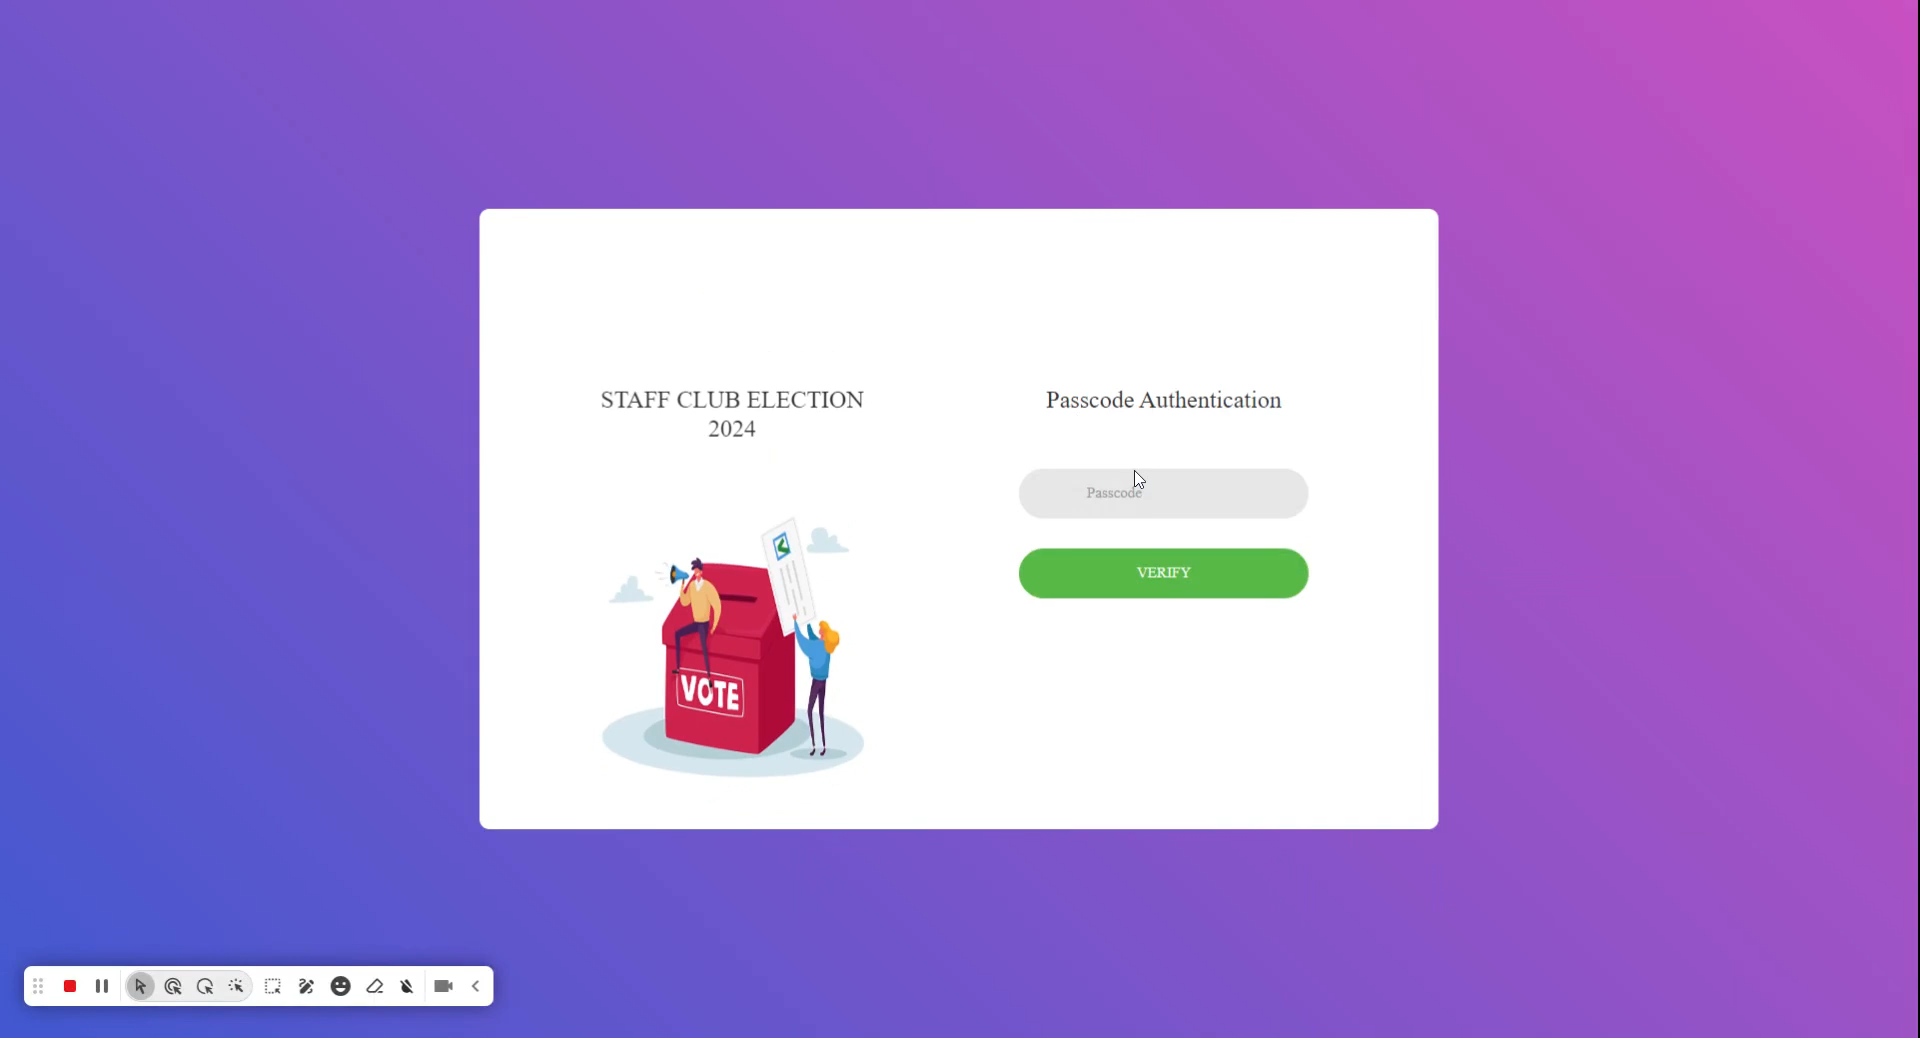 STAFF CLUB ELECTION
2024
Passcode Authentication
Passcode
VERIFY
VOTE